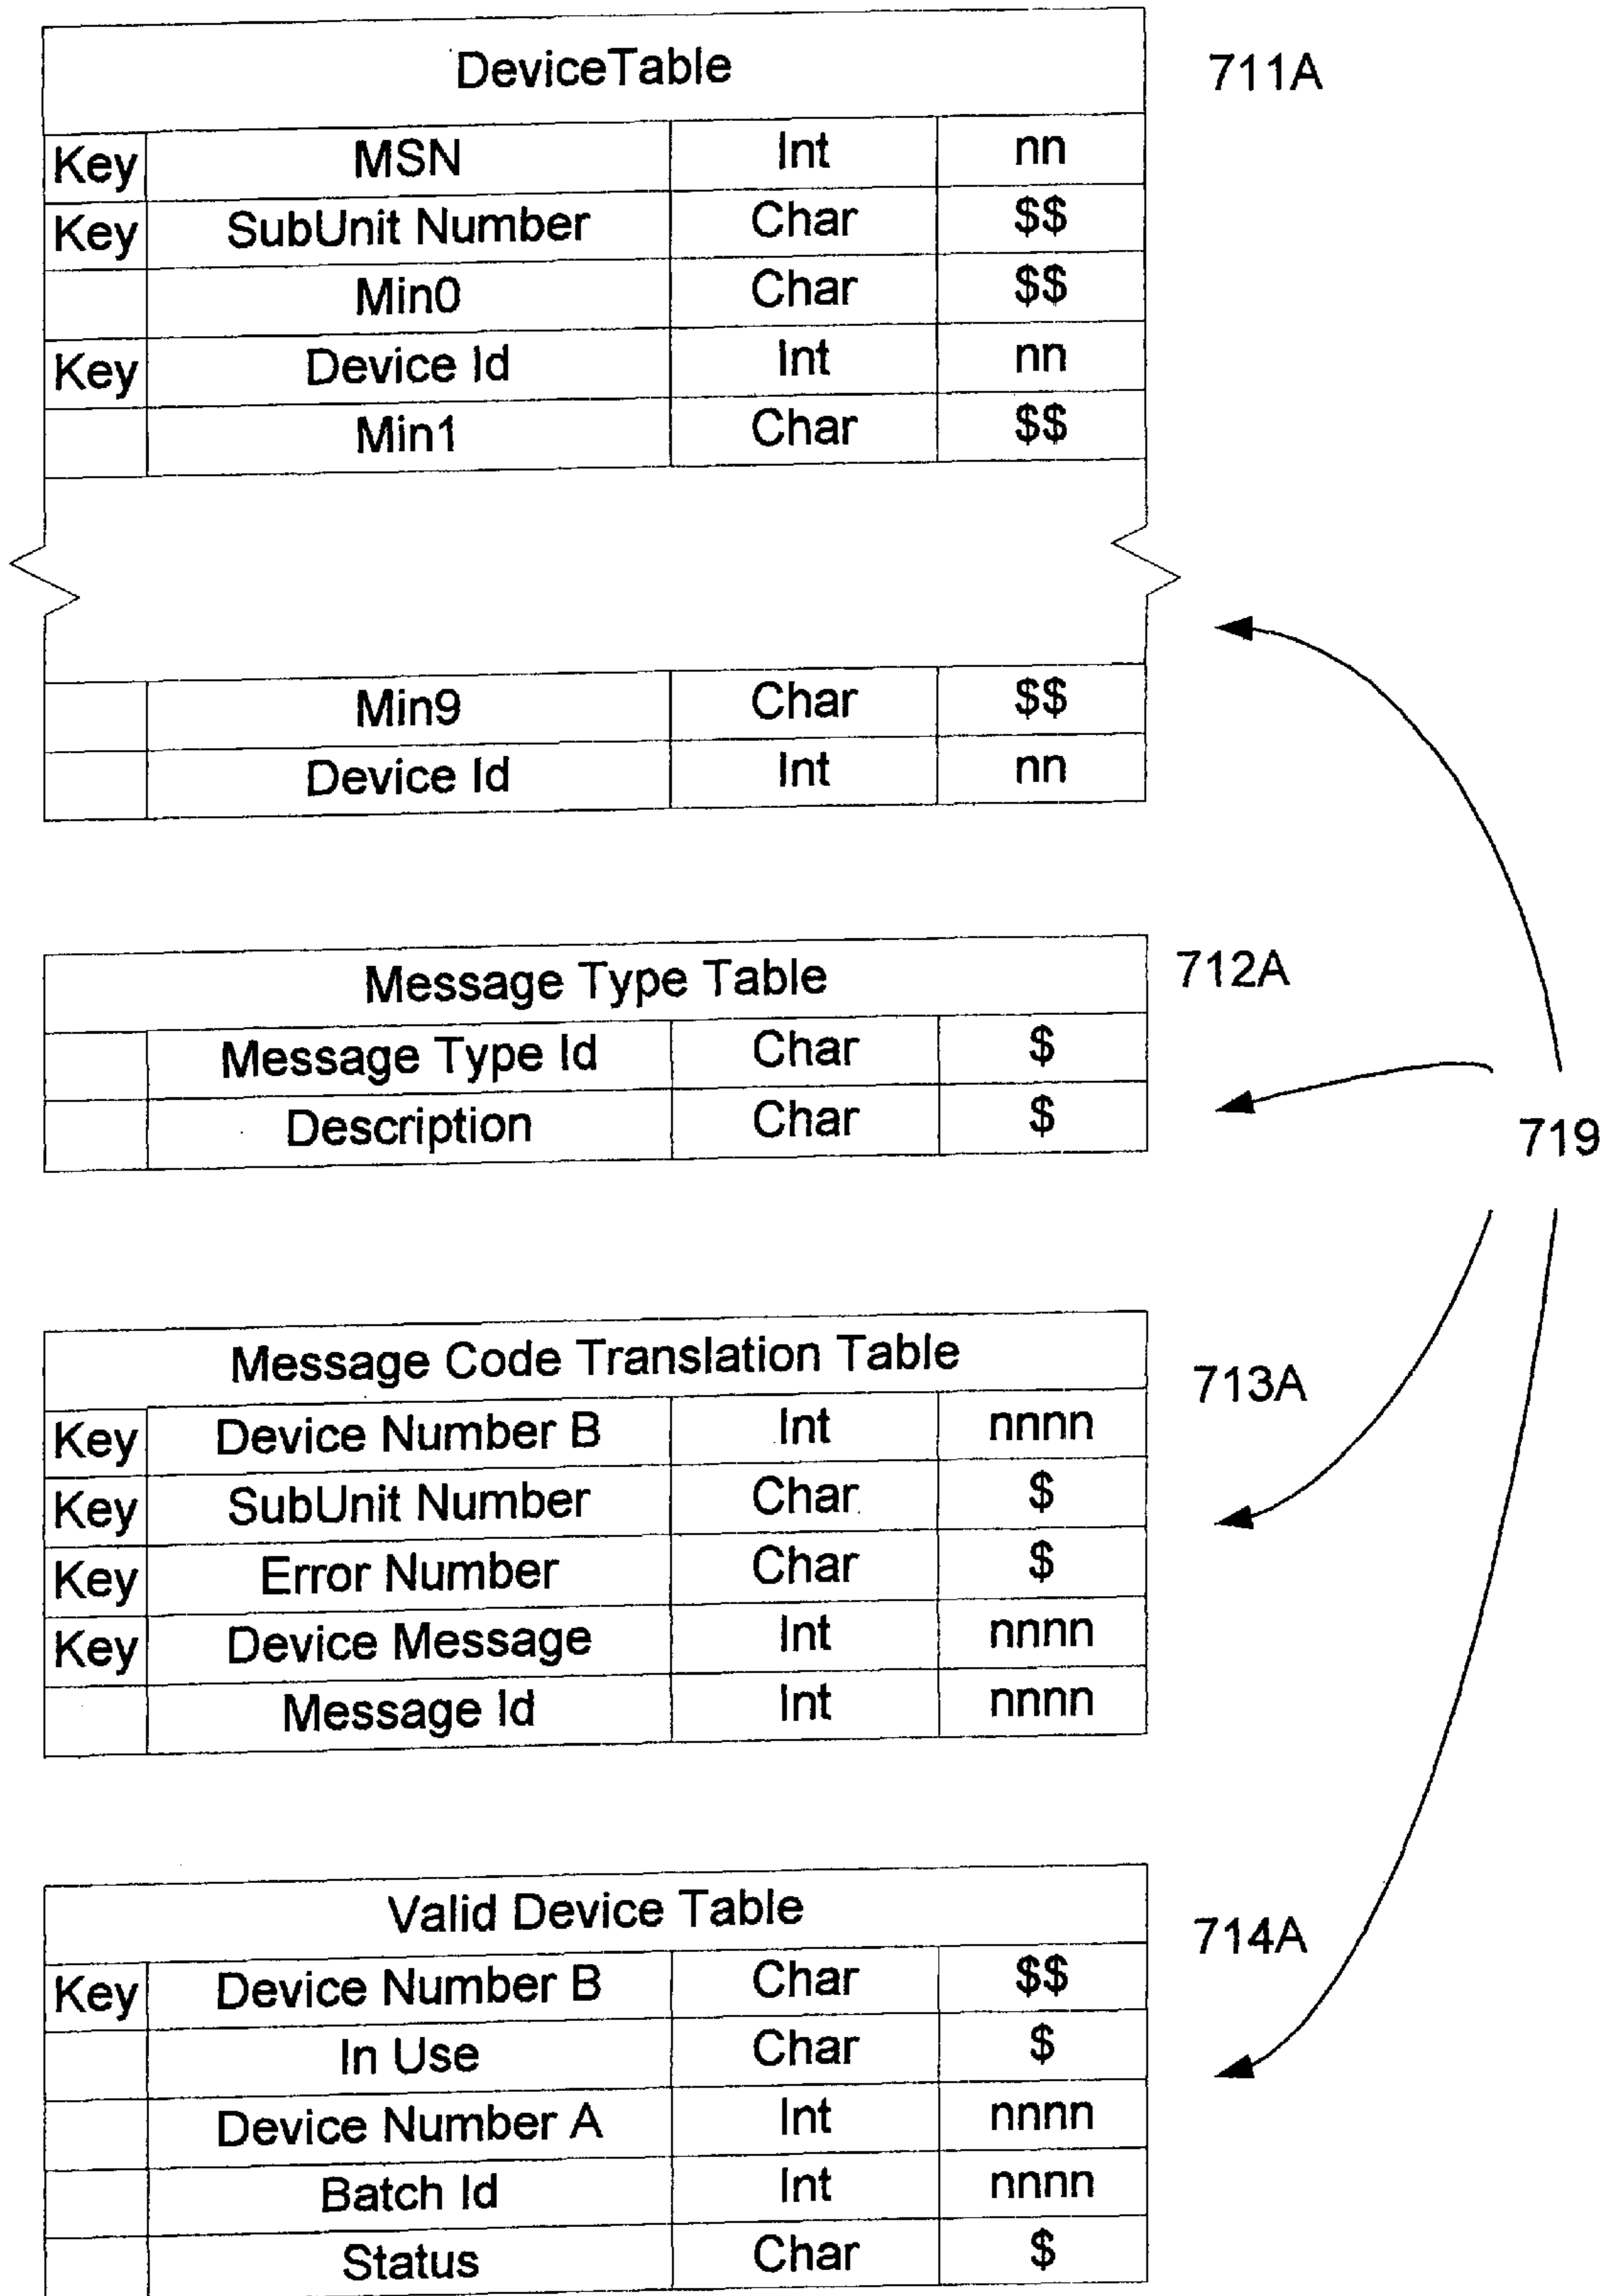 DeviceTable 711A
Key MSN Int nn
Key SubUnit Number Char $$
Min0 Char $$
Key Device Id Int nn
Min1 Char $$
Min9 Char $$
Device Id Int nn
Message Type Table 712A
Message Type Id Char $
Description Char $
719
Message Code Translation Table 713A
Key Device Number B Int nnnn
Key SubUnit Number Char $
Key Error Number Char $
Key Device Message Int nnnn
Message Id Int nnnn
Valid Device Table 714A
Key Device Number B Char $$
In Use Char $
Device Number A Int nnnn
Batch Id Int nnnn
Status Char $